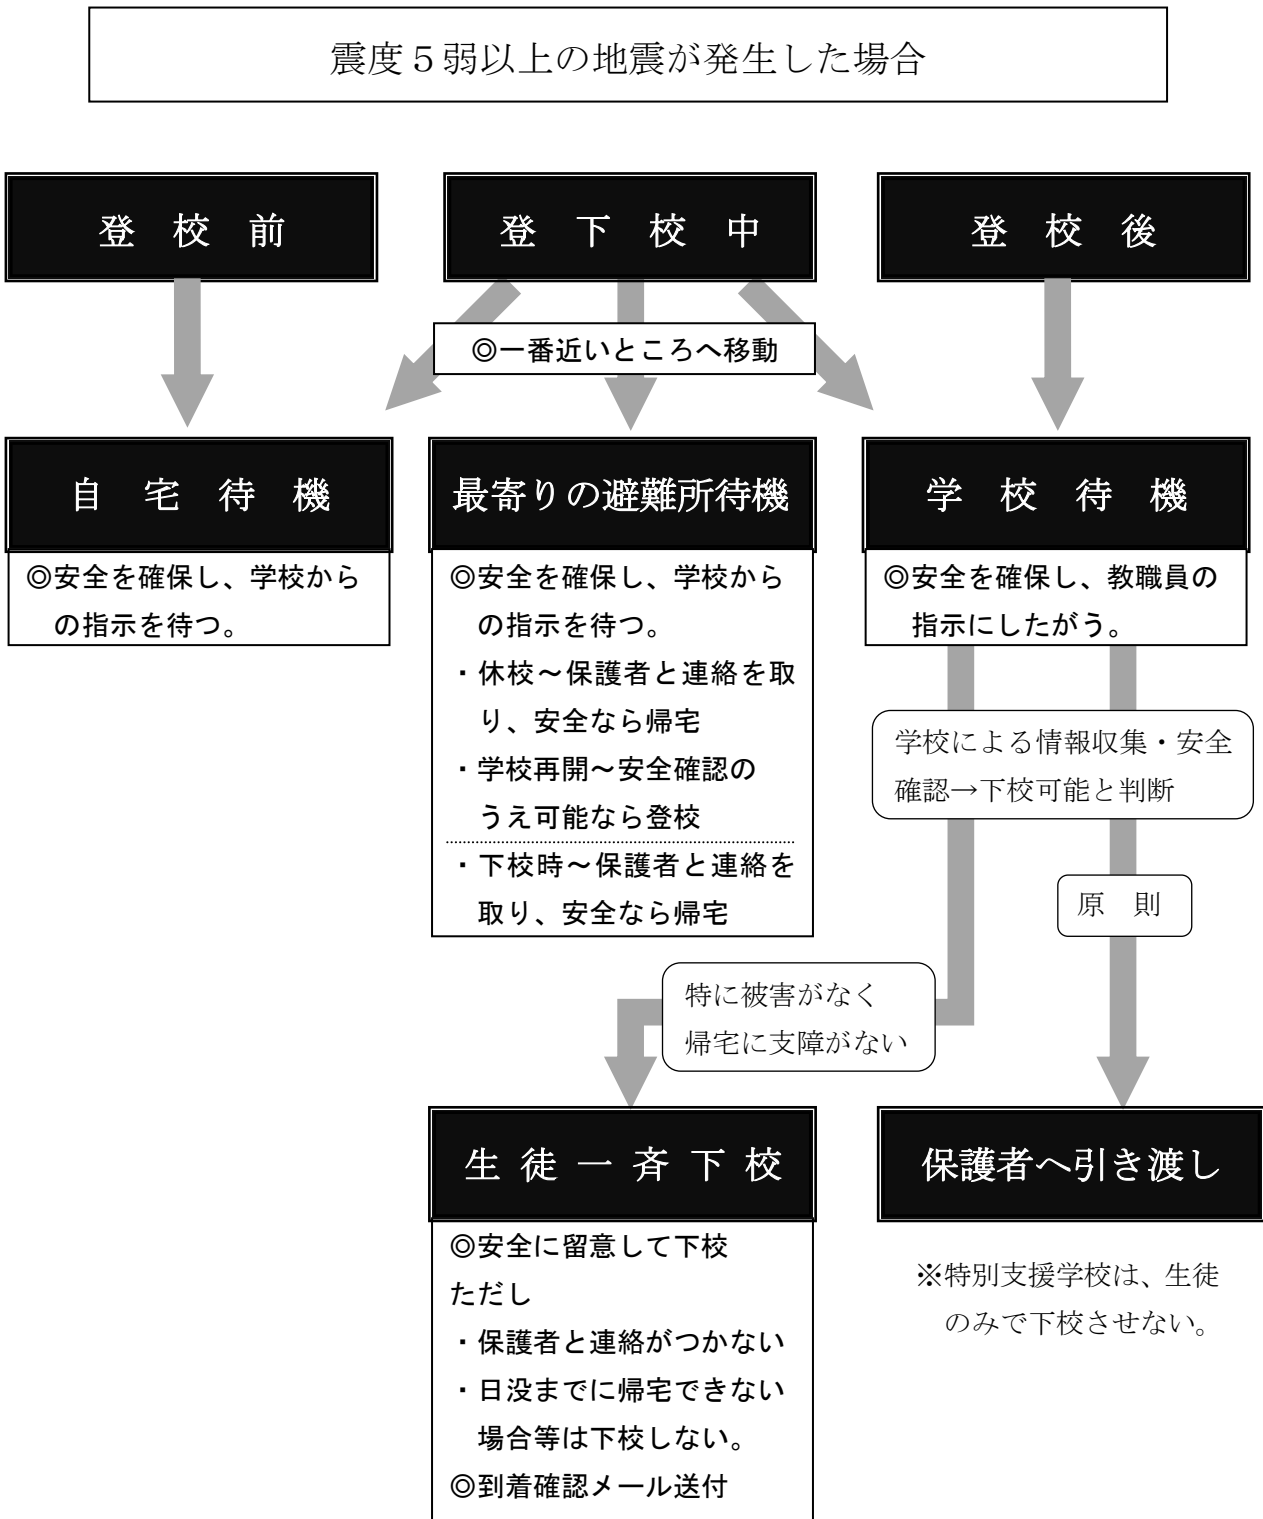 震度５弱以上の地震が発生した場合
登　校　前
登　下　校　中
登　校　後
◎一番近いところへ移動
自　宅　待　機
◎安全を確保し、学校から
の指示を待つ。
最寄りの避難所待機
◎安全を確保し、学校から
の指示を待つ。
・休校～保護者と連絡を取
り、安全なら帰宅
・学校再開～安全確認の
うえ可能なら登校
・下校時～保護者と連絡を
取り、安全なら帰宅
学　校　待　機
◎安全を確保し、教職員の
指示にしたがう。
学校による情報収集・安全
確認→下校可能と判断
原　則
特に被害がなく
帰宅に支障がない
生 徒 一 斉 下 校
◎安全に留意して下校
ただし
・保護者と連絡がつかない
・日没までに帰宅できない
場合等は下校しない。
◎到着確認メール送付
保護者へ引き渡し
※特別支援学校は、生徒
のみで下校させない。